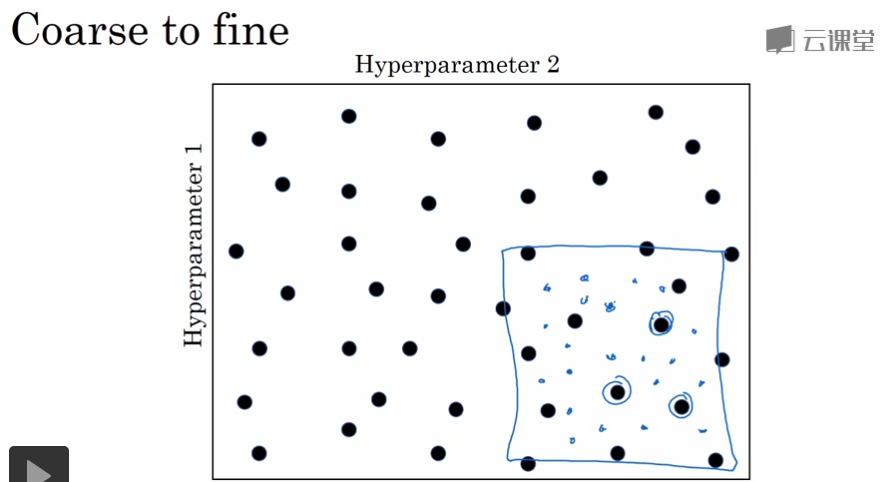 Coarse to fine
云课堂
Hyperparameter 2
Hyperparameter 1